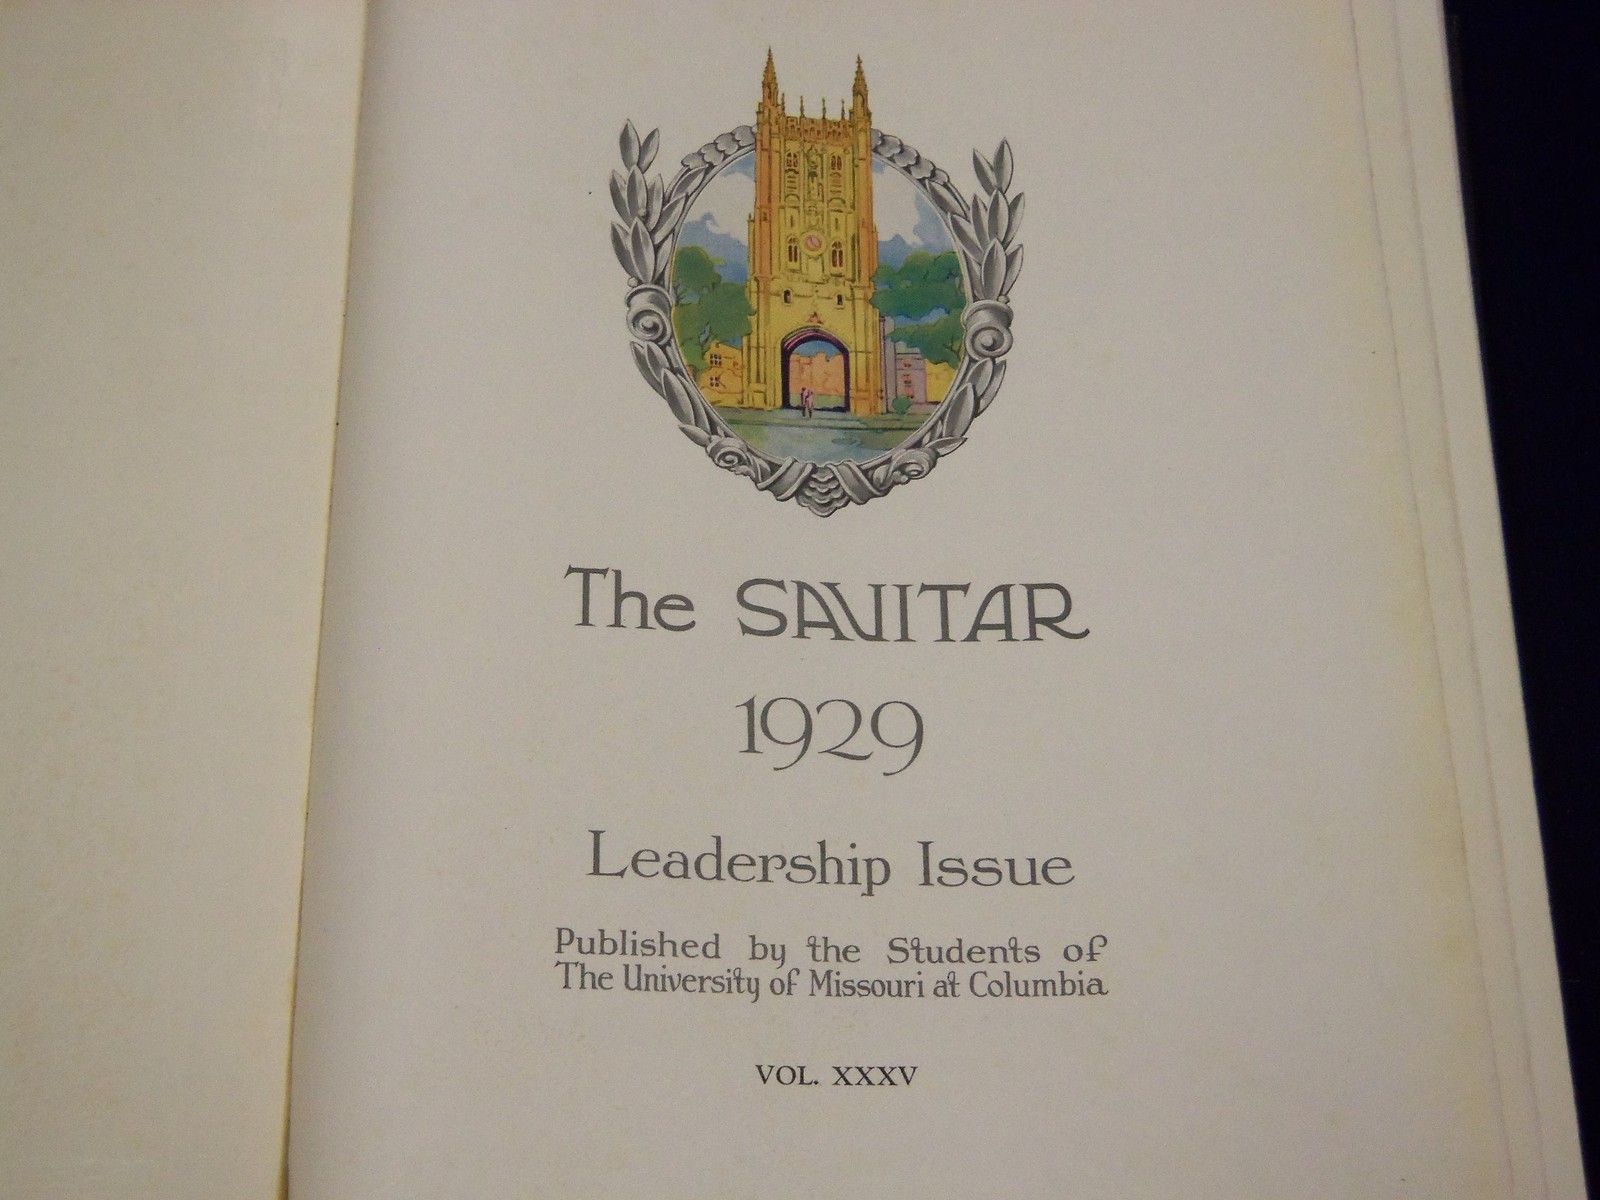 The SAVITAR
1929
Leadership Issue
Published by the Students of
The University of Missouri at Columbia
VOL. XXXV